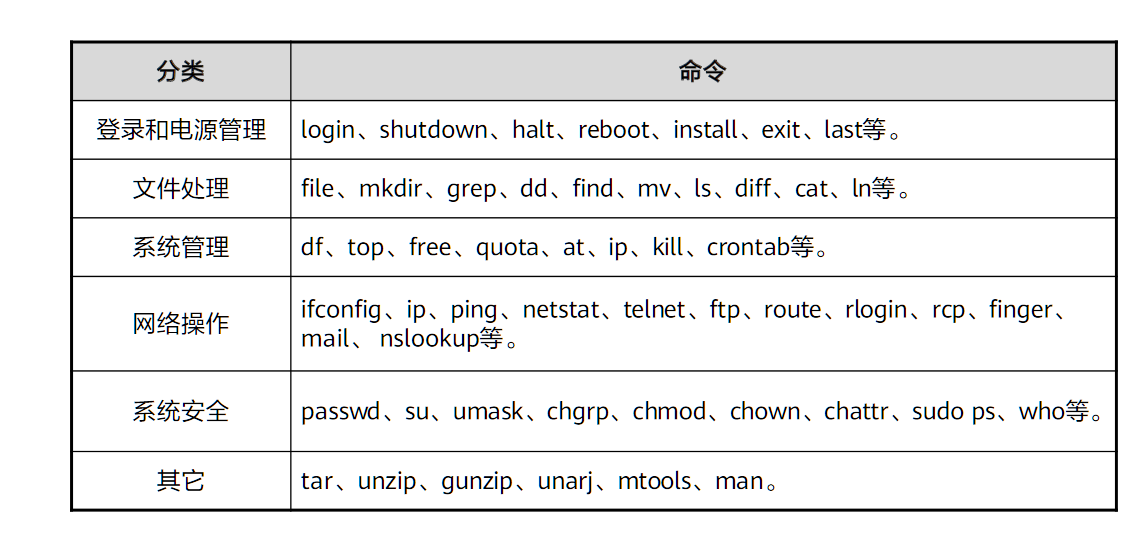 分类 命令
登录和电源管理 login、shutdown、halt、reboot、install、exit、last等。
文件处理 file、mkdir、grep、dd、find、mv、ls、diff、cat、ln等。
系统管理 df、top、free、quota、at、ip、kill、crontab等。
网络操作 ifconfig、ip、ping、netstat、telnet、ftp、route、rlogin、rcp、finger、
mail、 nslookup等。
系统安全 passwd、su、umask、chgrp、chmod、chown、chattr、sudo ps、who等。
其它 tar、unzip、gunzip、unarj、mtools、man。